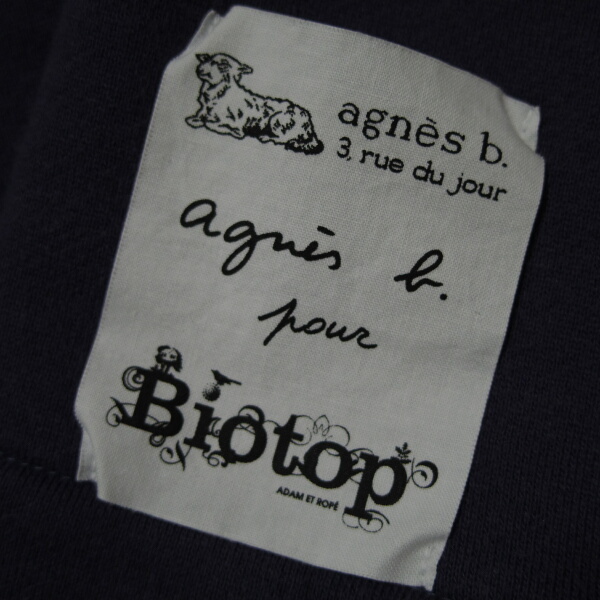 agnès b.
3, rue du jour
agnès b.
pour
Biotop
ADAM ET ROPÉ